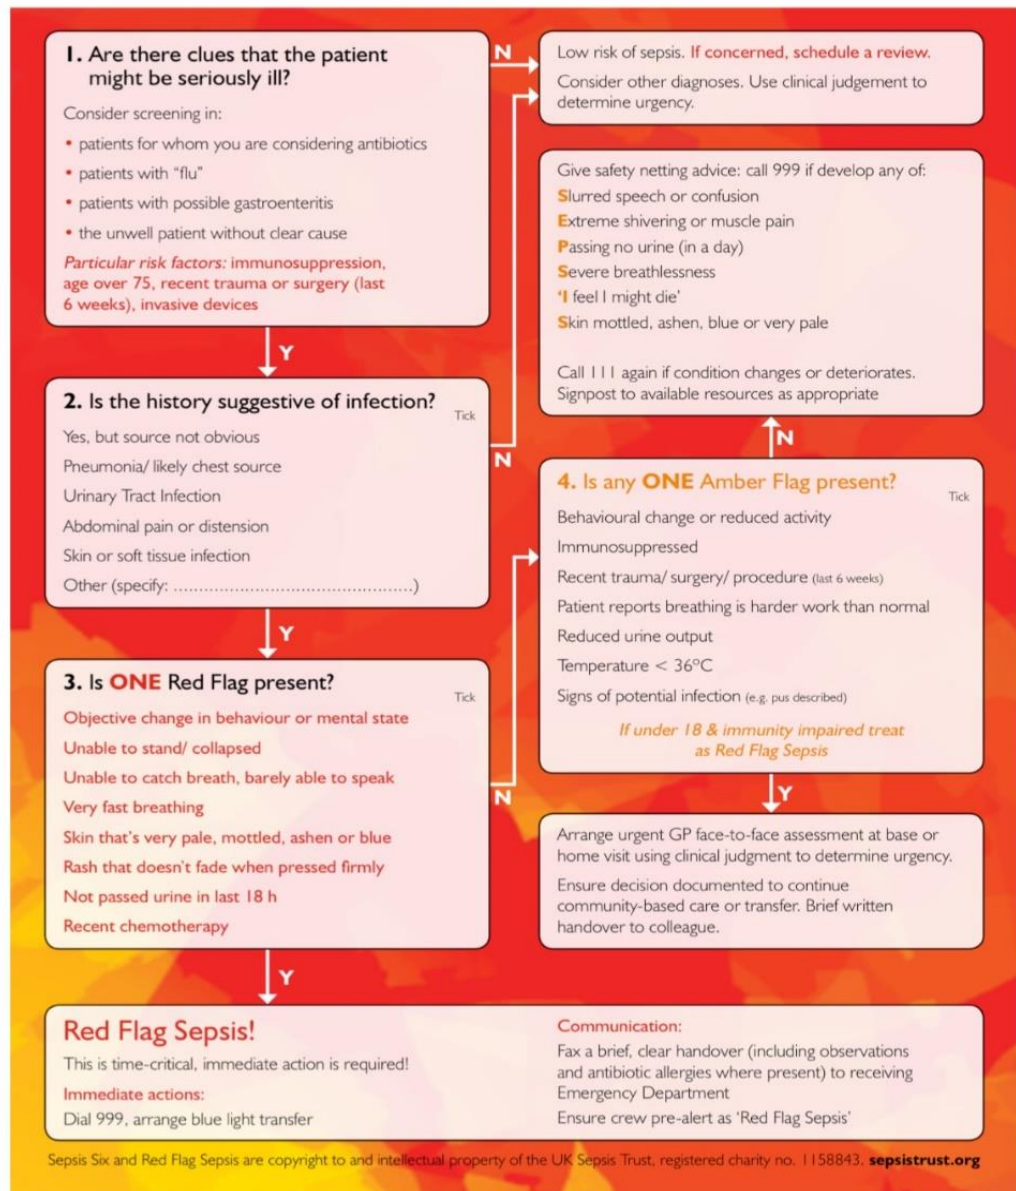 1. Are there clues that the patient
might be seriously ill?
Consider screening in:
• patients for whom you are considering antibiotics
• patients with "flu"
• patients with possible gastroenteritis
• the unwell patient without clear cause
Particular risk factors: immunosuppression,
age over 75, recent trauma or surgery (last
6 weeks), invasive devices
N
Low risk of sepsis. If concerned, schedule a review.
Consider other diagnoses. Use clinical judgement to
determine urgency.
Y
2. Is the history suggestive of infection?
Tick
Yes, but source not obvious
Pneumonia/ likely chest source
Urinary Tract Infection
Abdominal pain or distension
Skin or soft tissue infection
Other (specify: ..............................................)
N
Y
3. Is ONE Red Flag present?
Tick
Objective change in behaviour or mental state
Unable to stand/ collapsed
Unable to catch breath, barely able to speak
Very fast breathing
Skin that's very pale, mottled, ashen or blue
Rash that doesn't fade when pressed firmly
Not passed urine in last 18 h
Recent chemotherapy
N
4. Is any ONE Amber Flag present?
Tick
Behavioural change or reduced activity
Immunosuppressed
Recent trauma/ surgery/ procedure (last 6 weeks)
Patient reports breathing is harder work than normal
Reduced urine output
Temperature < 36°C
Signs of potential infection (e.g. pus described)
If under 18 & immunity impaired treat
as Red Flag Sepsis
N
Give safety netting advice: call 999 if develop any of:
Slurred speech or confusion
Extreme shivering or muscle pain
Passing no urine (in a day)
Severe breathlessness
'I feel I might die'
Skin mottled, ashen, blue or very pale
Call 111 again if condition changes or deteriorates.
Signpost to available resources as appropriate
Y
Arrange urgent GP face-to-face assessment at base or
home visit using clinical judgment to determine urgency.
Ensure decision documented to continue
community-based care or transfer. Brief written
handover to colleague.
Y
Red Flag Sepsis!
This is time-critical, immediate action is required!
Immediate actions:
Dial 999, arrange blue light transfer
Communication:
Fax a brief, clear handover (including observations
and antibiotic allergies where present) to receiving
Emergency Department
Ensure crew pre-alert as 'Red Flag Sepsis'
Sepsis Six and Red Flag Sepsis are copyright to and intellectual property of the UK Sepsis Trust, registered charity no. 1158843. sepsistrust.org